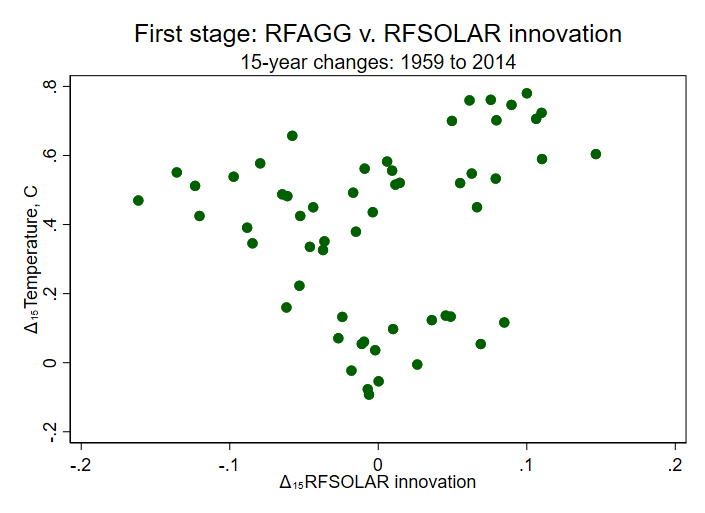 First stage: RFAGG v. RFSOLAR innovation
15-year changes: 1959 to 2014
Δ₁₅Temperature, C
.8
.6
.4
.2
0
-.2
-.2
-.1
0
.1
.2
Δ₁₅RFSOLAR innovation